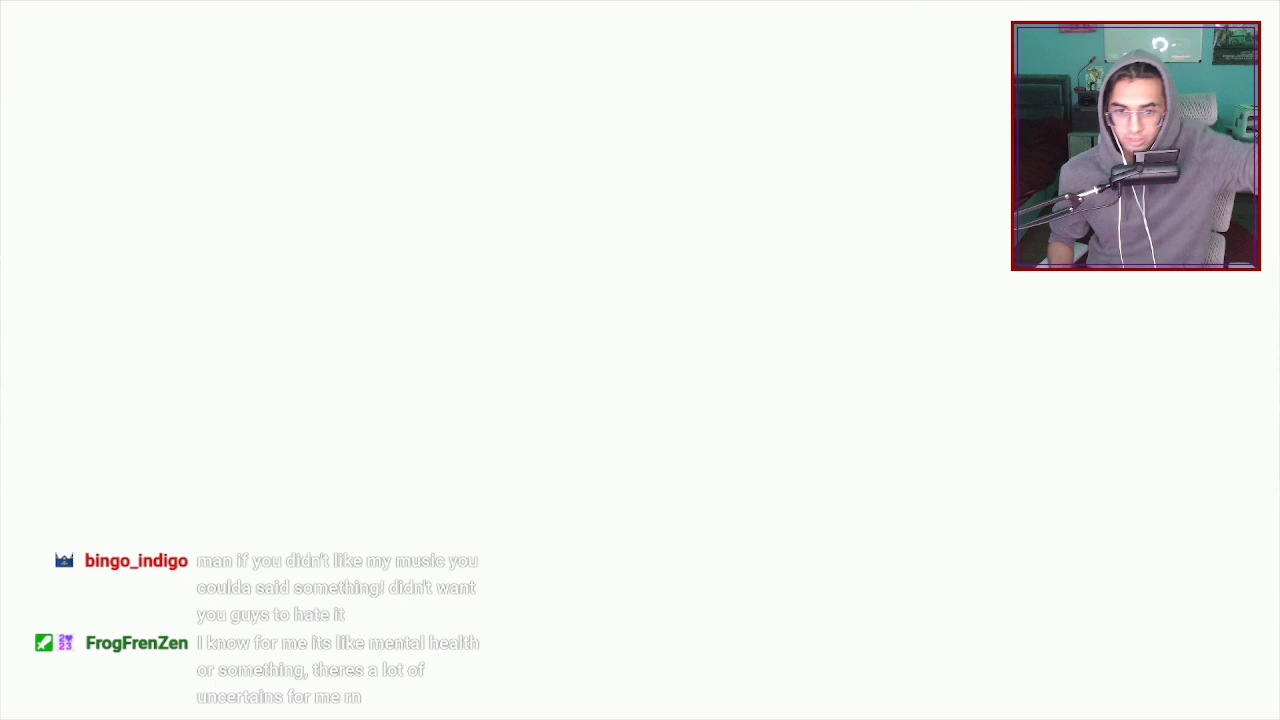 bingo_indigo man if you didn't like my music you
coulda said something! didn't want
you guys to hate it
FrogFrenZen I know for me its like mental health
or something, theres a lot of
uncertains for me rn